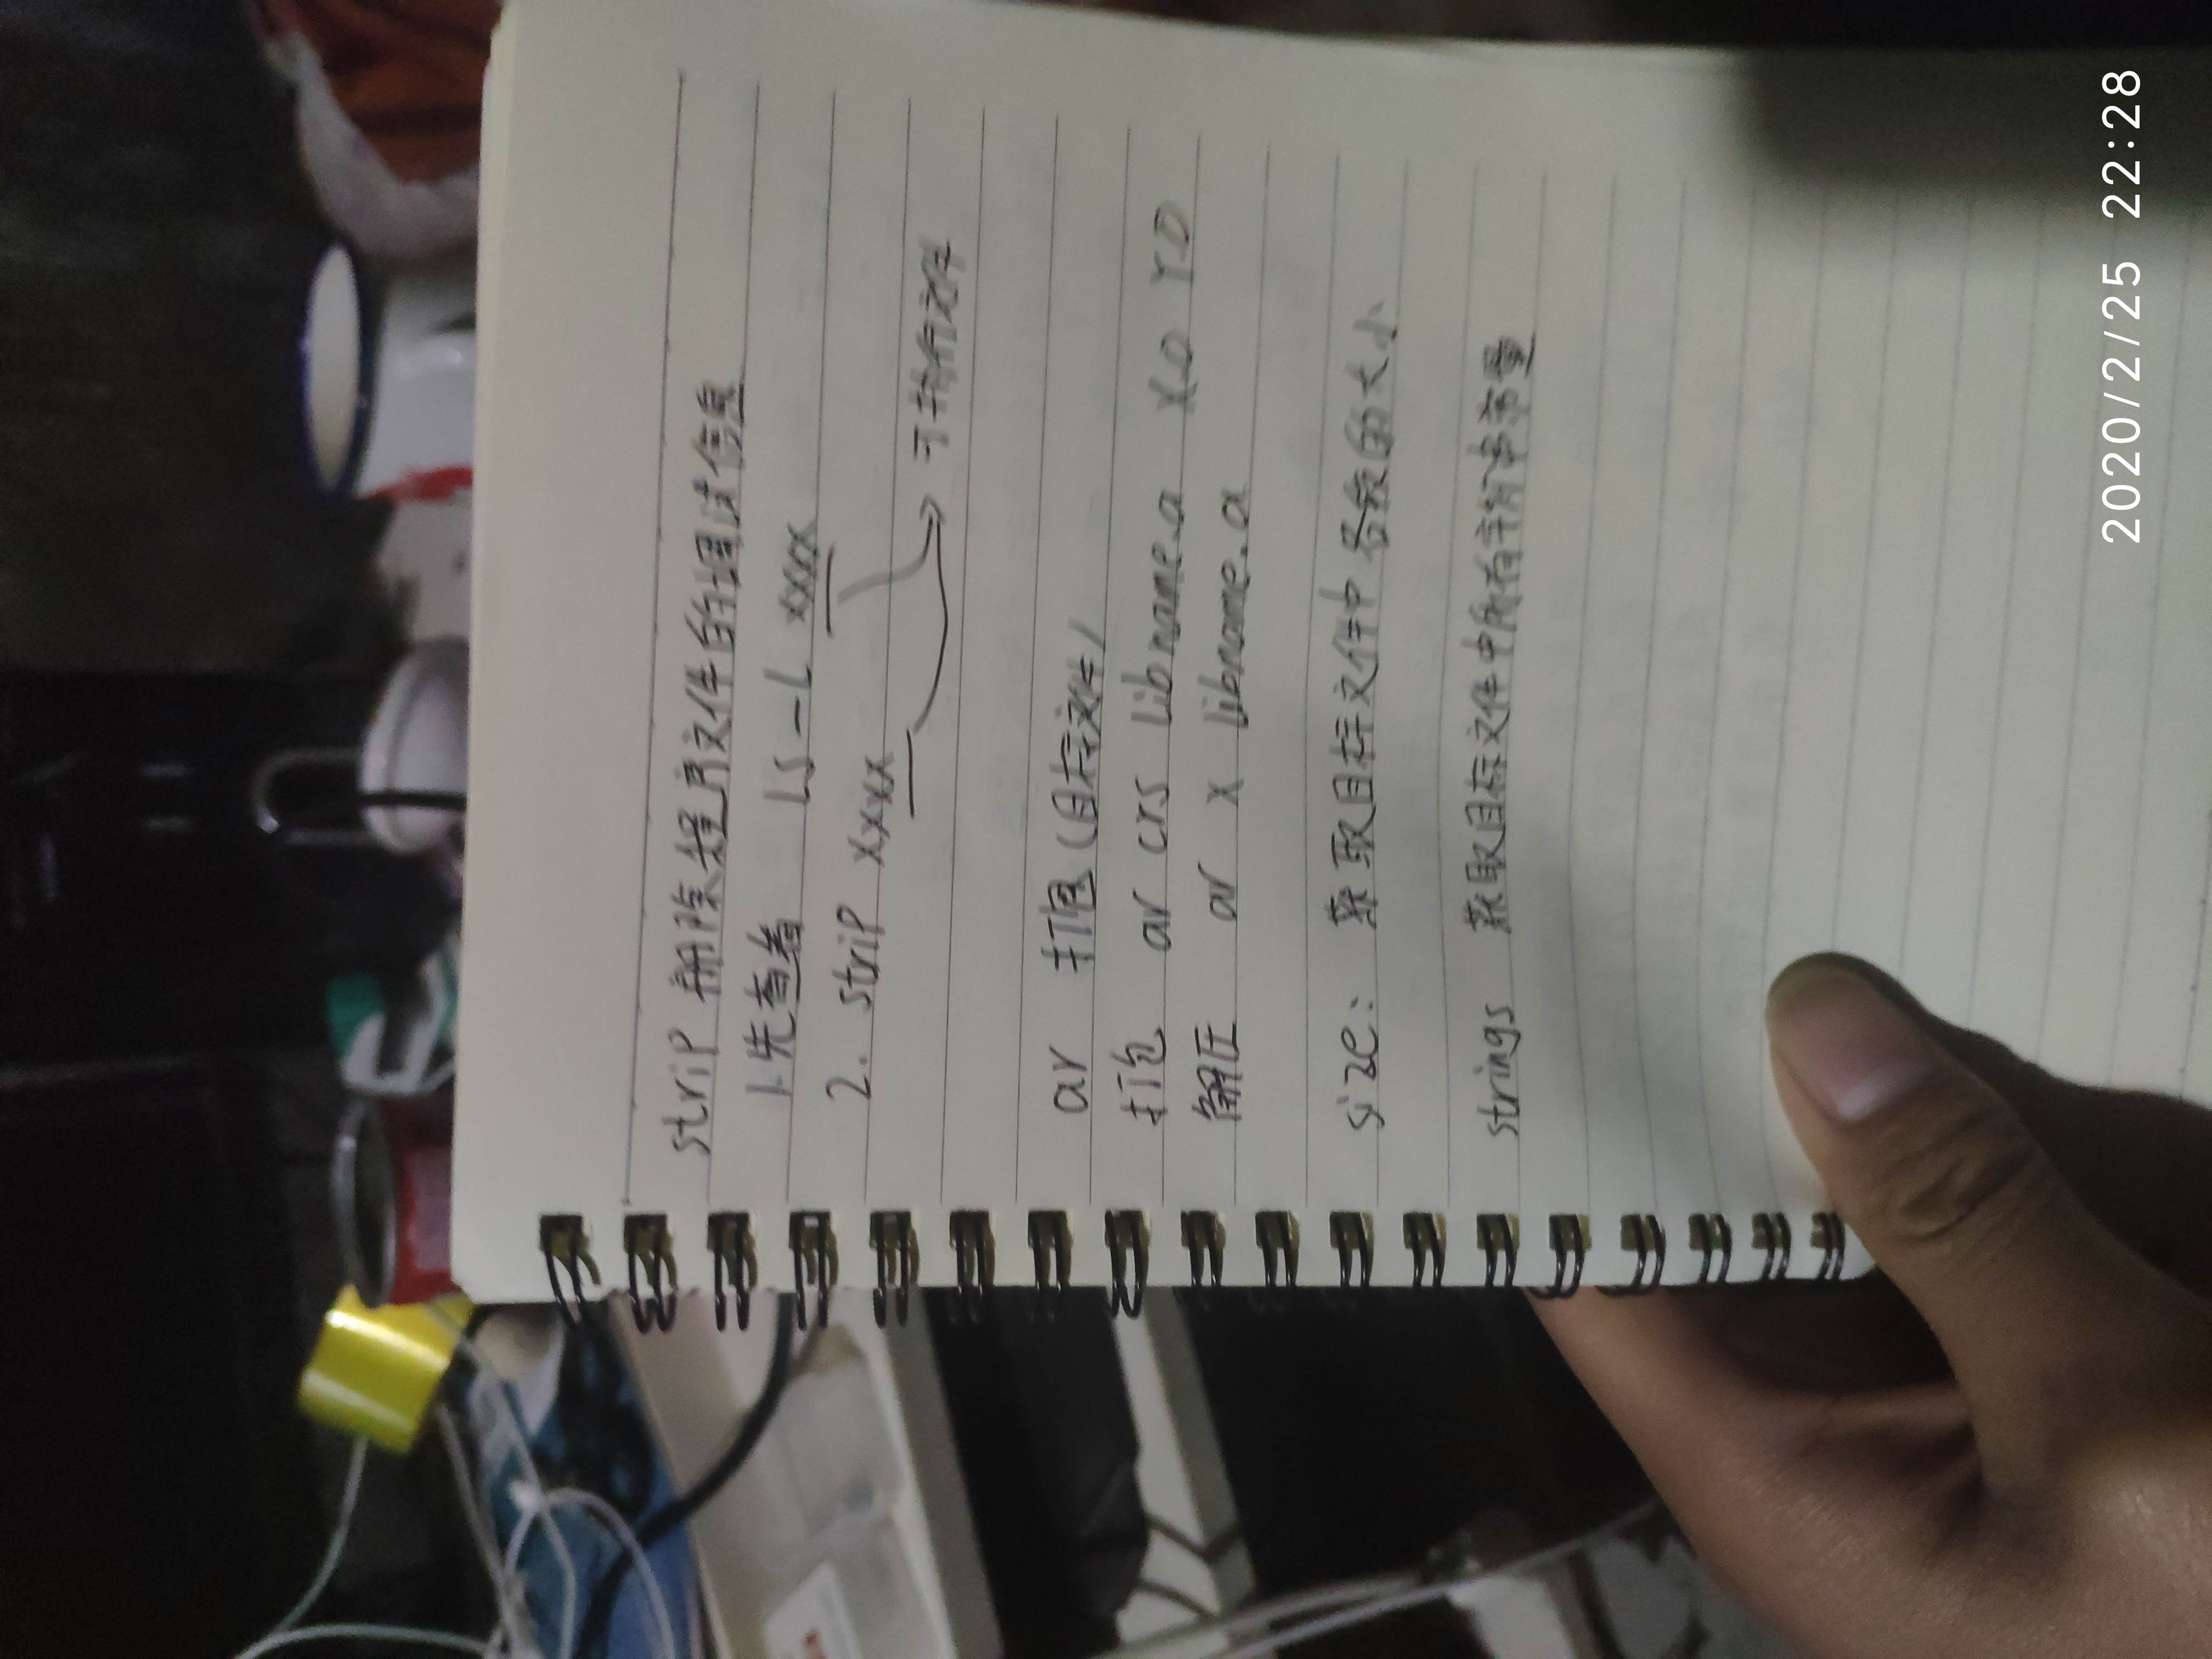 strip 删除程序文件的调试信息
1.先查看 ls -l xxxx
2. strip xxxx
可执行文件
ar 打包(目标文件)
打包 ar crs libname.a X.O Y.O
解压 ar x libname.a
size: 获取目标文件中各段的大小
strings 获取目标文件中所有字符串常量
2020/2/25 22:28